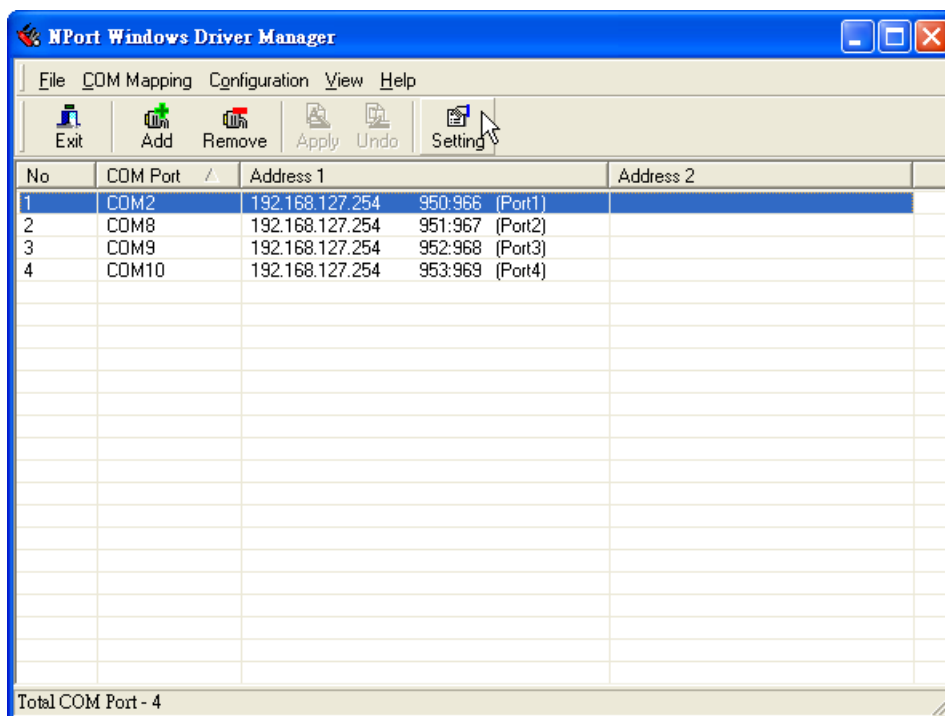 NPort Windows Driver Manager
File COM Mapping Configuration View Help
Exit Add Remove Apply Undo Setting
No COM Port Address 1 Address 2
1 COM2 192.168.127.254 950:966 (Port1)
2 COM8 192.168.127.254 951:967 (Port2)
3 COM9 192.168.127.254 952:968 (Port3)
4 COM10 192.168.127.254 953:969 (Port4)
Total COM Port - 4